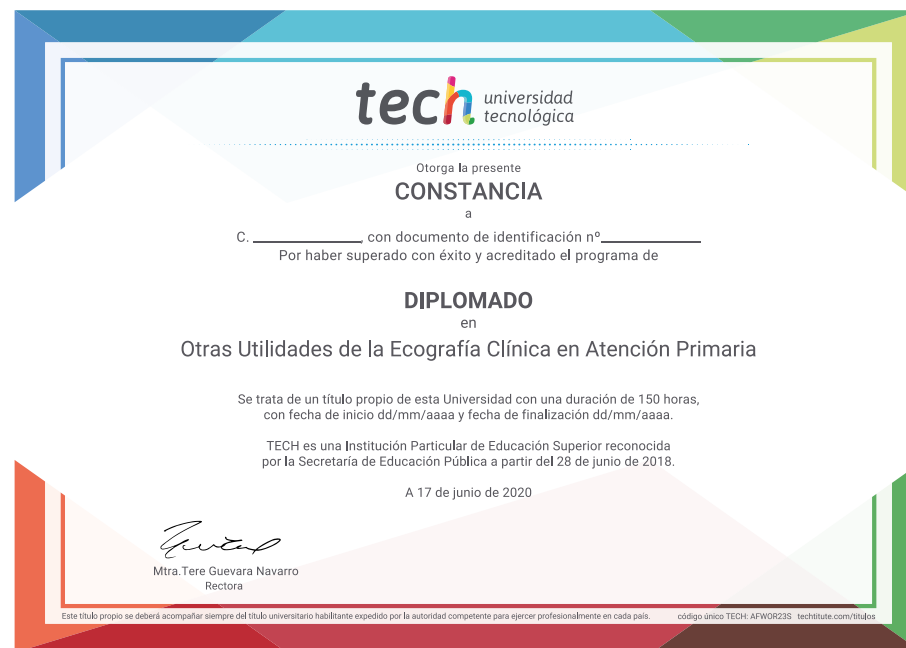 tech universidad
tecnológica
Otorga la presente
CONSTANCIA
a
C. ____________, con documento de identificación nº____________
Por haber superado con éxito y acreditado el programa de
DIPLOMADO
en
Otras Utilidades de la Ecografía Clínica en Atención Primaria
Se trata de un título propio de esta Universidad con una duración de 150 horas,
con fecha de inicio dd/mm/aaaa y fecha de finalización dd/mm/aaaa.
TECH es una Institución Particular de Educación Superior reconocida
por la Secretaría de Educación Pública a partir del 28 de junio de 2018.
A 17 de junio de 2020
Mtra.Tere Guevara Navarro
Rectora
Este título propio se deberá acompañar siempre del título universitario habilitante expedido por la autoridad competente para ejercer profesionalmente en cada país. código único TECH: AFWOR23S techtitute.com/titulos